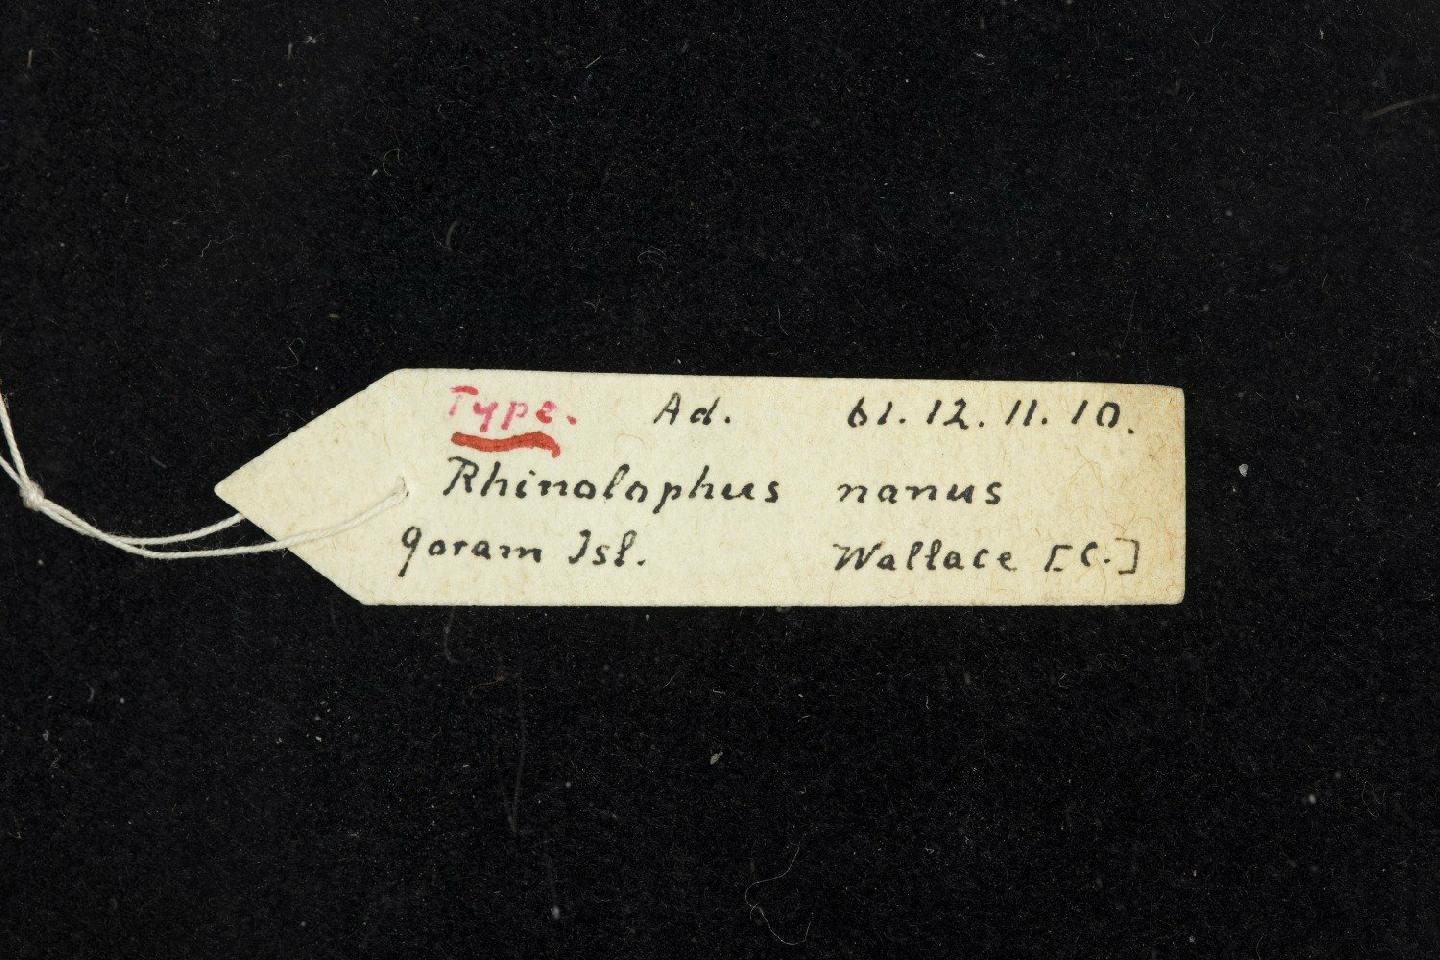 Type. Ad. 61.12.11.10.
Rhinolophus nanus
Goram Isl. Wallace [C.]